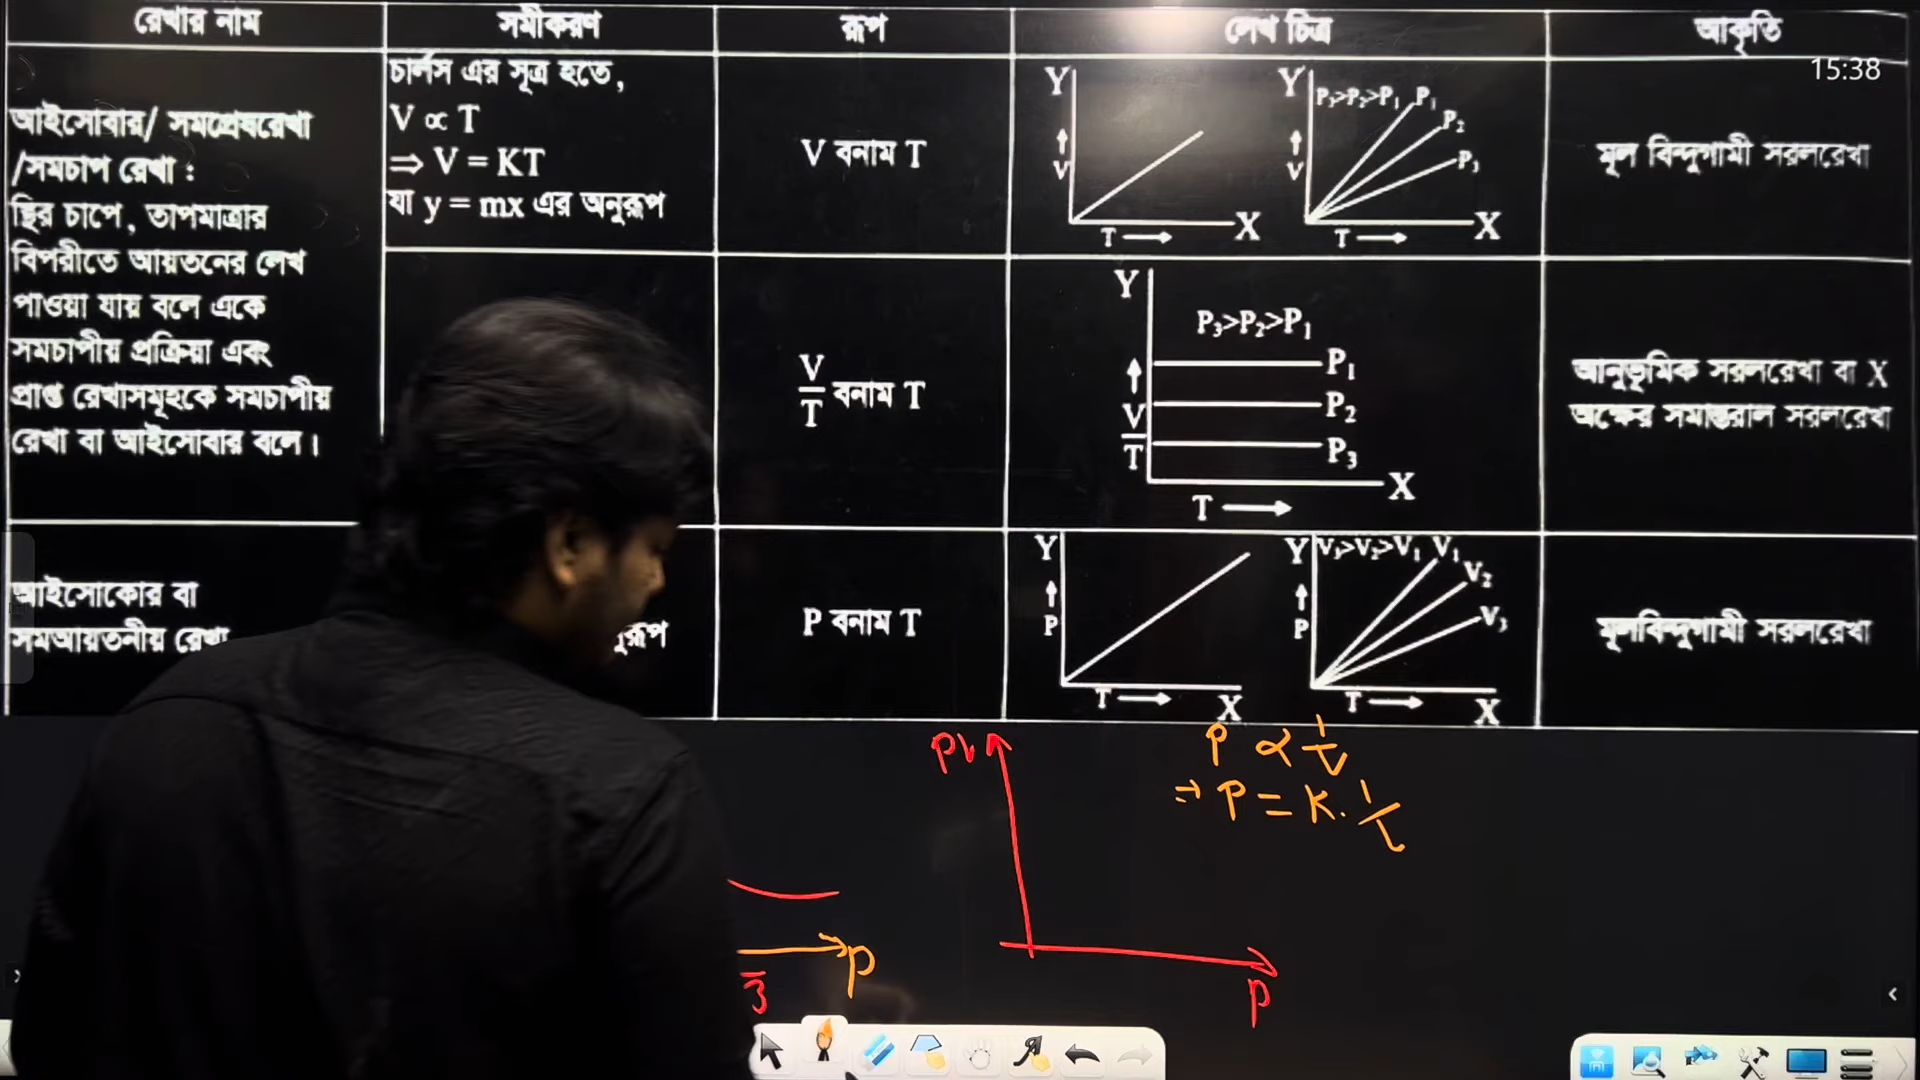 রেখার নাম
সমীকরণ
রূপ
লেখ চিত্র
আকৃতি
15:38
আইসোবার/ সমপ্রেষরেখা
/সমচাপ রেখা :
স্থির চাপে, তাপমাত্রার
বিপরীতে আয়তনের লেখ
পাওয়া যায় বলে একে
সমচাপীয় প্রক্রিয়া এবং
প্রাপ্ত রেখাসমূহকে সমচাপীয়
রেখা বা আইসোবার বলে।
চার্লস এর সূত্র হতে,
V ∝ T
⇒ V = KT
যা y = mx এর অনুরূপ
V বনাম T
Y
V
T
X
Y
P₃>P₂>P₁
P₁
P₂
P₃
V
T
X
মূল বিন্দুগামী সরলরেখা
V/T বনাম T
Y
P₃>P₂>P₁
P₁
P₂
P₃
V/T
T
X
আনুভূমিক সরলরেখা বা X
অক্ষের সমান্তরাল সরলরেখা
আইসোকোর বা
সমআয়তনীয় রেখা
P বনাম T
Y
P
T
X
Y
V₃>V₂>V₁
V₁
V₂
V₃
P
T
X
মূলবিন্দুগামী সরলরেখা
P ∝ 1/V
⇒ P = K.
PV
P
P